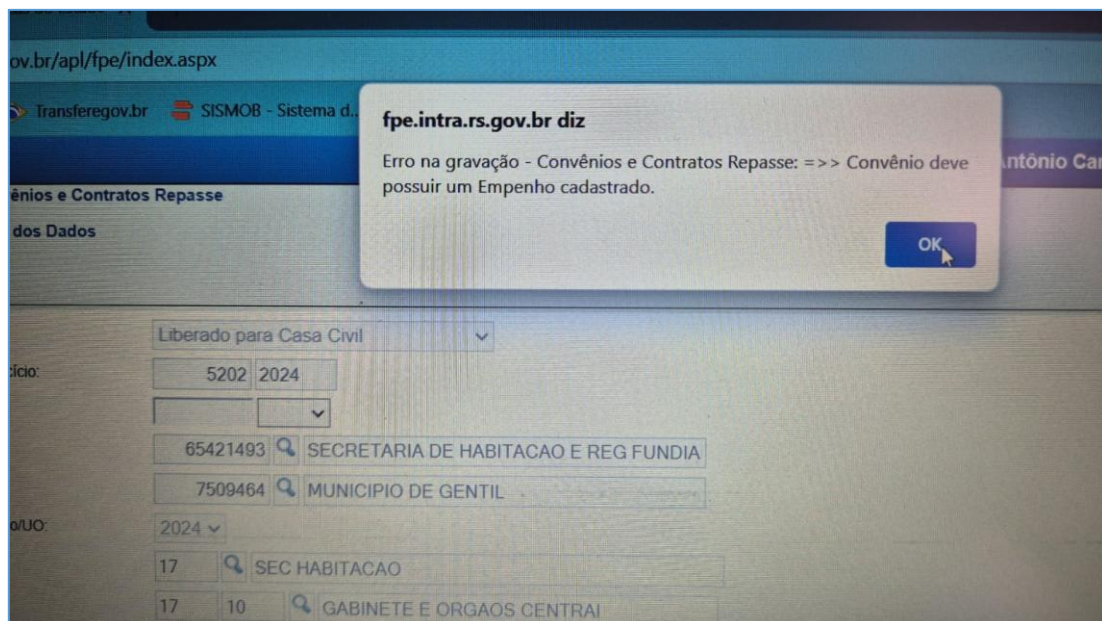 ov.br/apl/fpe/index.aspx
Transferegov.br SISMOB - Sistema d..
fpe.intra.rs.gov.br diz
Erro na gravação - Convênios e Contratos Repasse: =>> Convênio deve
possuir um Empenho cadastrado.
OK
ntônio Car
ênios e Contratos Repasse
dos Dados
Liberado para Casa Civil
cício: 5202 2024
65421493 SECRETARIA DE HABITACAO E REG FUNDIA
7509464 MUNICIPIO DE GENTIL
o/UO: 2024
17 SEC HABITACAO
17 10 GABINETE E ORGAOS CENTRAI